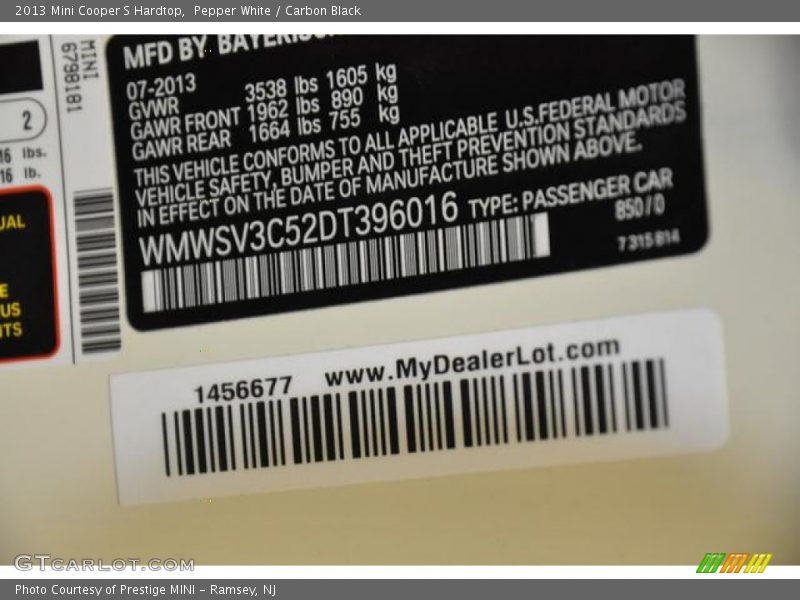 2013 Mini Cooper S Hardtop,  Pepper White / Carbon Black
MINI
6798181
2
16 lbs.
16 lb.
MFD BY
07-2013
GVWR 3538 lbs 1605 kg
GAWR FRONT 1962 lbs 890 kg
GAWR REAR 1664 lbs 755 kg
THIS VEHICLE CONFORMS TO ALL APPLICABLE U.S.FEDERAL MOTOR
VEHICLE SAFETY, BUMPER AND THEFT PREVENTION STANDARDS
IN EFFECT ON THE DATE OF MANUFACTURE SHOWN ABOVE.
WMWSV3C52DT396016 TYPE: PASSENGER CAR
850/0
7 315 814
1456677 www.MyDealerLot.com
GTCARLOT.COM
Photo Courtesy of Prestige MINI – Ramsey, NJ